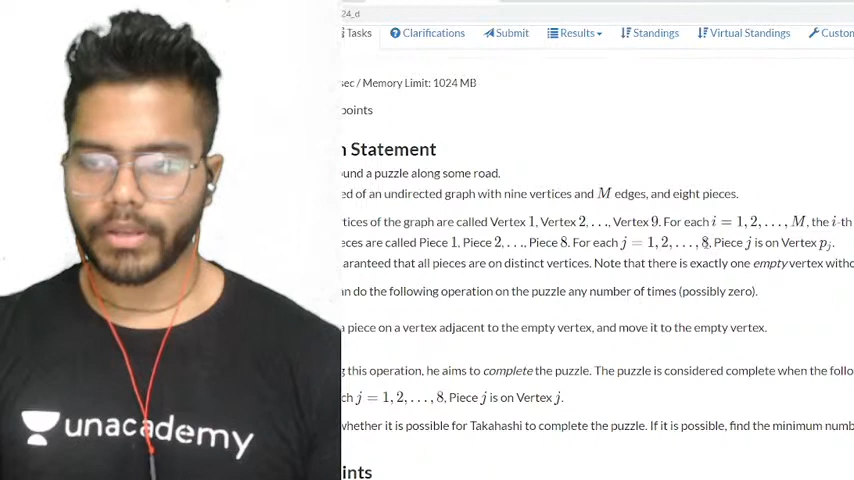 24_d
Tasks Clarifications Submit Results Standings Virtual Standings Custom
sec / Memory Limit: 1024 MB
points
Statement
ound a puzzle along some road.
ed of an undirected graph with nine vertices and M edges, and eight pieces.
tices of the graph are called Vertex 1, Vertex 2, . . . , Vertex 9. For each i = 1, 2, . . . , M, the i-th
eces are called Piece 1, Piece 2, . . . , Piece 8. For each j = 1, 2, . . . , 8, Piece j is on Vertex pj.
aranteed that all pieces are on distinct vertices. Note that there is exactly one empty vertex witho
n do the following operation on the puzzle any number of times (possibly zero).
a piece on a vertex adjacent to the empty vertex, and move it to the empty vertex.
g this operation, he aims to complete the puzzle. The puzzle is considered complete when the follo
ch j = 1, 2, . . . , 8, Piece j is on Vertex j.
whether it is possible for Takahashi to complete the puzzle. If it is possible, find the minimum numb
ints
unacademy